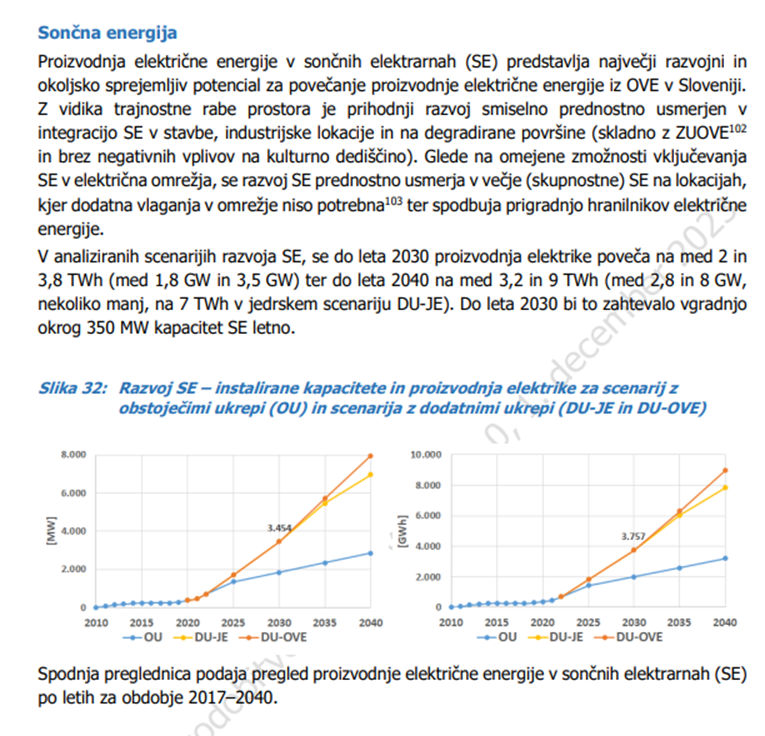 Sončna energija
Proizvodnja električne energije v sončnih elektrarnah (SE) predstavlja največji razvojni in
okoljsko sprejemljiv potencial za povečanje proizvodnje električne energije iz OVE v Sloveniji.
Z vidika trajnostne rabe prostora je prihodnji razvoj smiselno prednostno usmerjen v
integracijo SE v stavbe, industrijske lokacije in na degradirane površine (skladno z ZUOVE102
in brez negativnih vplivov na kulturno dediščino). Glede na omejene zmožnosti vključevanja
SE v električna omrežja, se razvoj SE prednostno usmerja v večje (skupnostne) SE na lokacijah,
kjer dodatna vlaganja v omrežje niso potrebna103 ter spodbuja prigradnjo hranilnikov električne
energije.
V analiziranih scenarijih razvoja SE, se do leta 2030 proizvodnja elektrike poveča na med 2 in
3,8 TWh (med 1,8 GW in 3,5 GW) ter do leta 2040 na med 3,2 in 9 TWh (med 2,8 in 8 GW,
nekoliko manj, na 7 TWh v jedrskem scenariju DU-JE). Do leta 2030 bi to zahtevalo vgradnjo
okrog 350 MW kapacitet SE letno.
december 2023
Slika 32: Razvoj SE – instalirane kapacitete in proizvodnja elektrike za scenarij z
obstoječimi ukrepi (OU) in scenarija z dodatnimi ukrepi (DU-JE in DU-OVE)
8.000
6.000
4.000
2.000
0
[MW]
3.454
2010 2015 2020 2025 2030 2035 2040
OU DU-JE DU-OVE
10.000
8.000
6.000
4.000
2.000
0
[GWh]
3.757
2010 2015 2020 2025 2030 2035 2040
OU DU-JE DU-OVE
Spodnja preglednica podaja pregled proizvodnje električne energije v sončnih elektrarnah (SE)
po letih za obdobje 2017–2040.